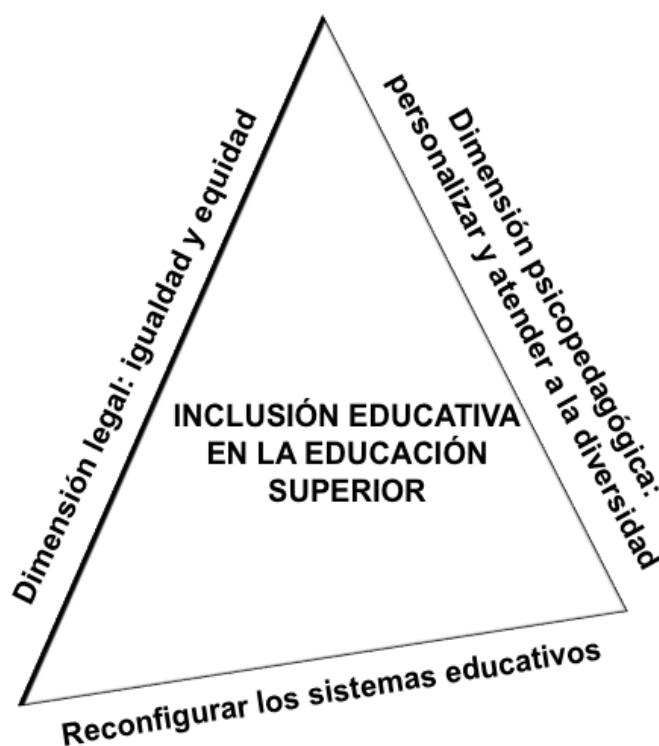 Dimensión legal: igualdad y equidad
Dimensión psicopedagógica:
personalizar y atender a la diversidad
INCLUSIÓN EDUCATIVA
EN LA EDUCACIÓN
SUPERIOR
Reconfigurar los sistemas educativos